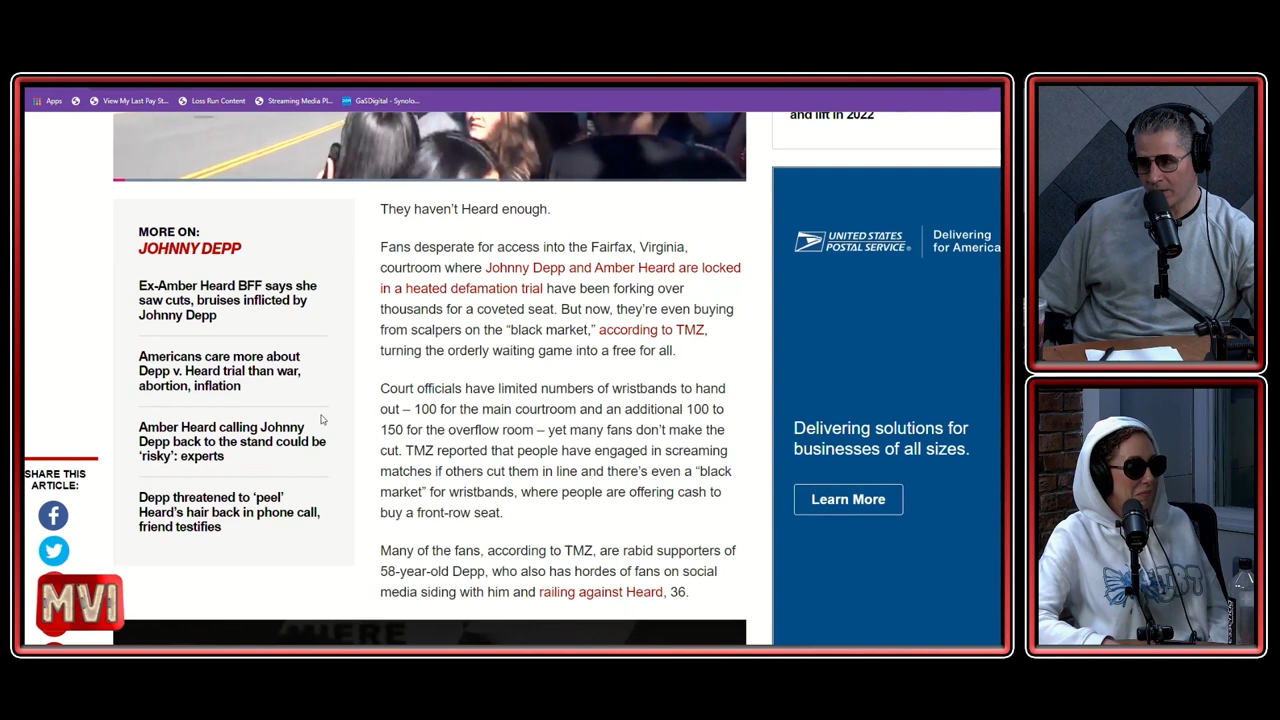 Apps
View My Last Pay St...
Loss Run Content
Streaming Media Pl...
GaSDigital - Synolo...
and lift in 2022
MORE ON:
JOHNNY DEPP
Ex-Amber Heard BFF says she
saw cuts, bruises inflicted by
Johnny Depp
Americans care more about
Depp v. Heard trial than war,
abortion, inflation
Amber Heard calling Johnny
Depp back to the stand could be
‘risky’: experts
Depp threatened to ‘peel’
Heard’s hair back in phone call,
friend testifies
SHARE THIS
ARTICLE:
MVI
They haven’t Heard enough.
Fans desperate for access into the Fairfax, Virginia,
courtroom where Johnny Depp and Amber Heard are locked
in a heated defamation trial have been forking over
thousands for a coveted seat. But now, they’re even buying
from scalpers on the “black market,” according to TMZ,
turning the orderly waiting game into a free for all.
Court officials have limited numbers of wristbands to hand
out – 100 for the main courtroom and an additional 100 to
150 for the overflow room – yet many fans don’t make the
cut. TMZ reported that people have engaged in screaming
matches if others cut them in line and there’s even a “black
market” for wristbands, where people are offering cash to
buy a front-row seat.
Many of the fans, according to TMZ, are rabid supporters of
58-year-old Depp, who also has hordes of fans on social
media siding with him and railing against Heard, 36.
UNITED STATES
POSTAL SERVICE®
Delivering
for America
Delivering solutions for
businesses of all sizes.
Learn More